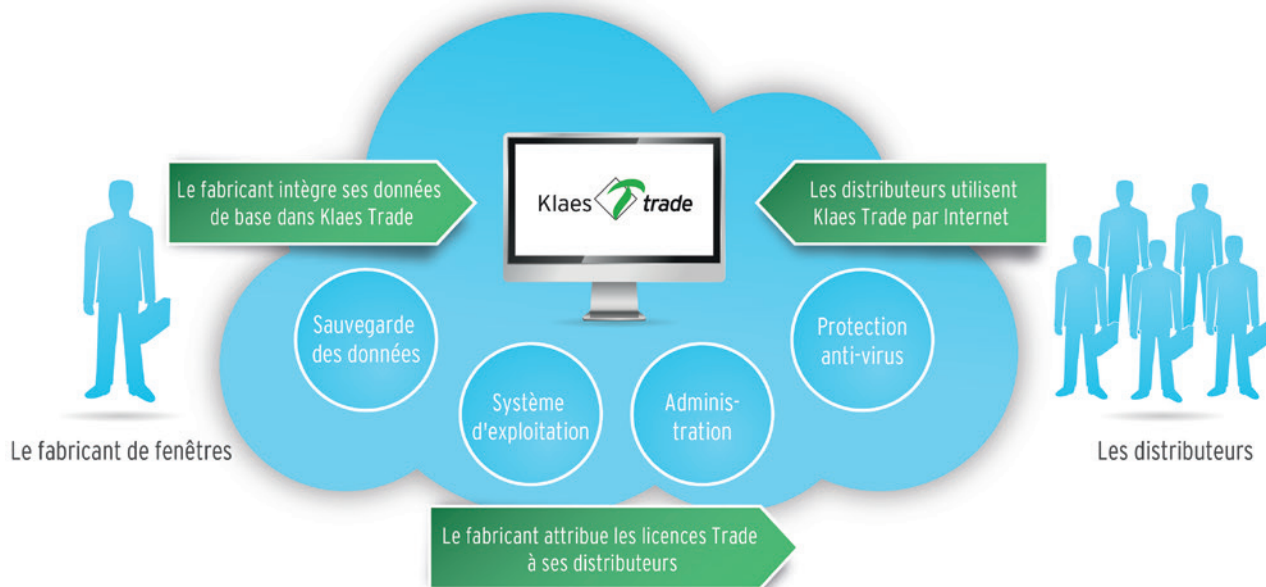 Le fabricant intègre ses données
de base dans Klaes Trade
Klaes trade
Les distributeurs utilisent
Klaes Trade par Internet
Sauvegarde
des données
Système
d'exploitation
Adminis-
tration
Protection
anti-virus
Le fabricant de fenêtres
Les distributeurs
Le fabricant attribue les licences Trade
à ses distributeurs